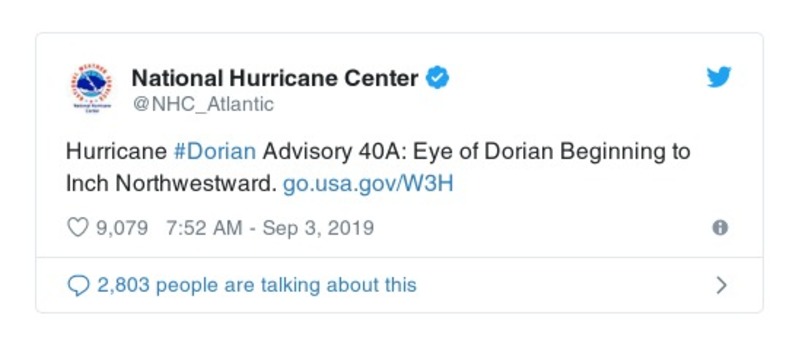 National Hurricane Center
@NHC_Atlantic
Hurricane #Dorian Advisory 40A: Eye of Dorian Beginning to
Inch Northwestward. go.usa.gov/W3H
9,079 7:52 AM - Sep 3, 2019
2,803 people are talking about this